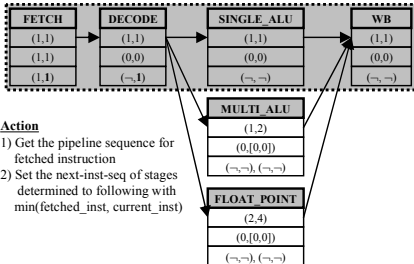 FETCH
(1,1)
(1,1)
(1,1)
DECODE
(1,1)
(0,0)
(¬,1)
SINGLE_ALU
(1,1)
(0,0)
(¬, ¬)
WB
(1,1)
(0,0)
(¬, ¬)
MULTI_ALU
(1,2)
(0,[0,0])
(¬,¬), (¬,¬)
FLOAT_POINT
(2,4)
(0,[0,0])
(¬,¬), (¬,¬)
Action
1) Get the pipeline sequence for
fetched instruction
2) Set the next-inst-seq of stages
determined to following with
min(fetched_inst, current_inst)